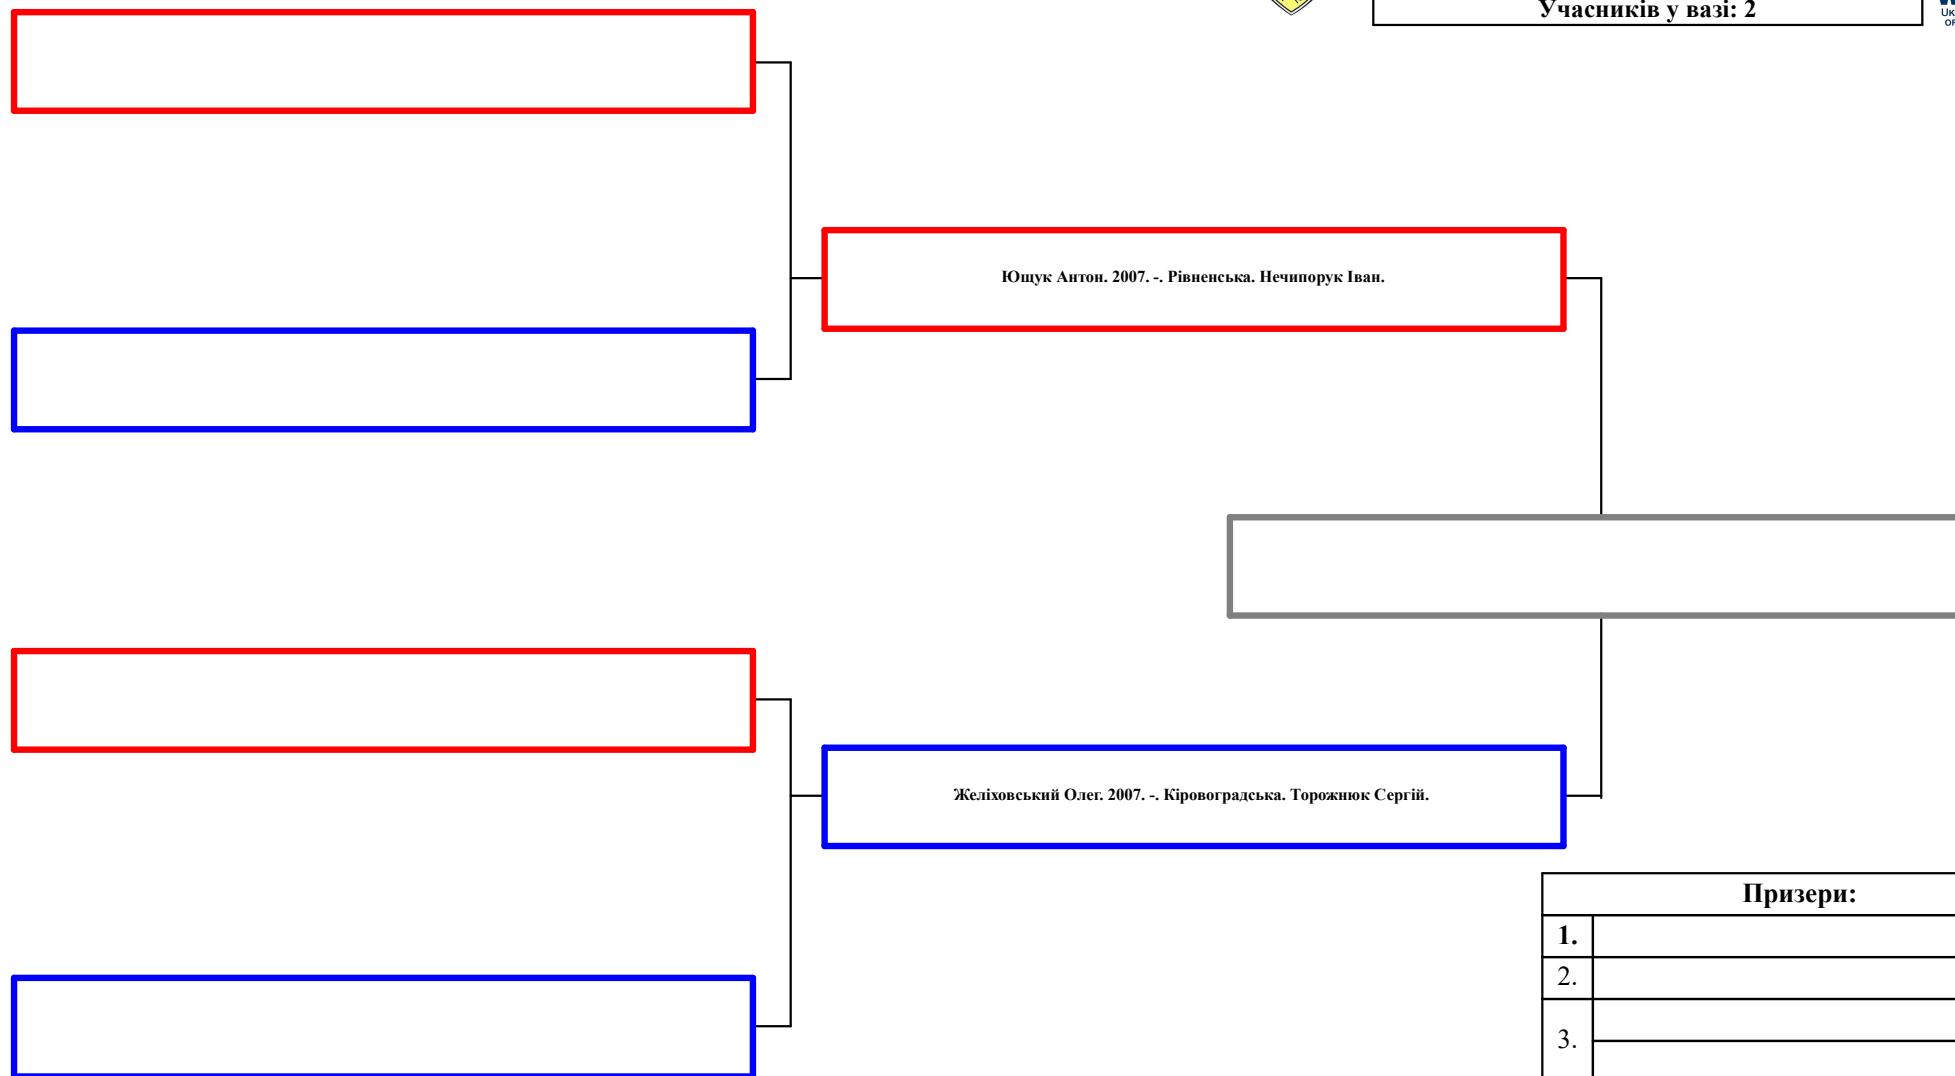 Учасників у вазі: 2
Ющук Антон. 2007. -. Рівненська. Нечипорук Іван.
Желіховський Олег. 2007. -. Кіровоградська. Торожнюк Сергій.
Призери:
1.
2.
3.